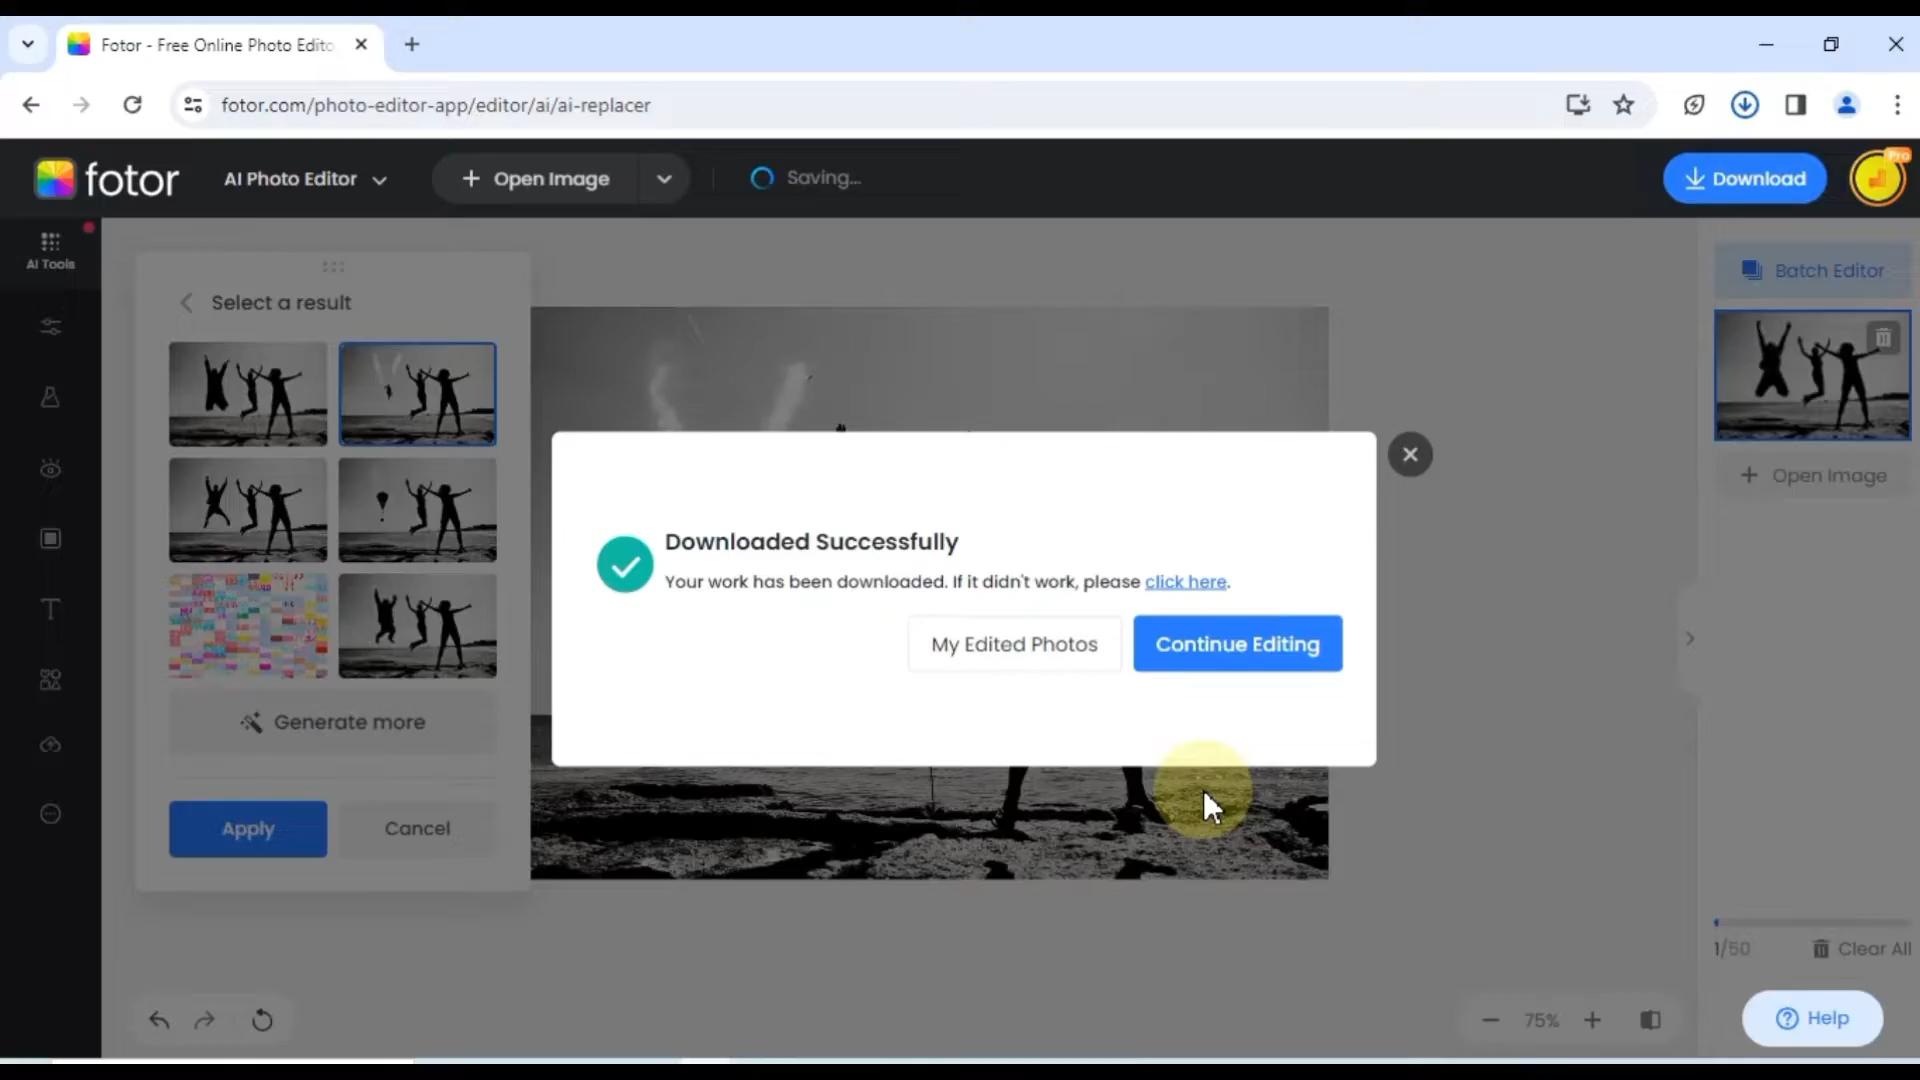 Fotor - Free Online Photo Edito
fotor.com/photo-editor-app/editor/ai/ai-replacer
fotor
AI Photo Editor
Open Image
Saving...
Download
Pro
AI Tools
Select a result
Batch Editor
Open Image
Downloaded Successfully
Your work has been downloaded. If it didn't work, please click here.
My Edited Photos
Continue Editing
T
Generate more
Apply
Cancel
1/50
Clear All
75%
Help